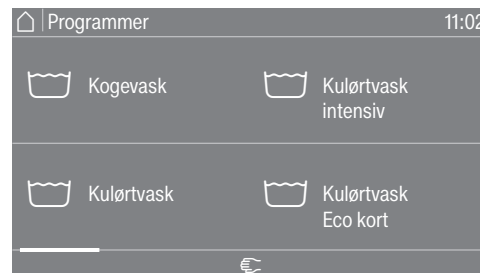 Programmer 11:02
Kogevask
Kulørtvask
intensiv
Kulørtvask
Kulørtvask
Eco kort